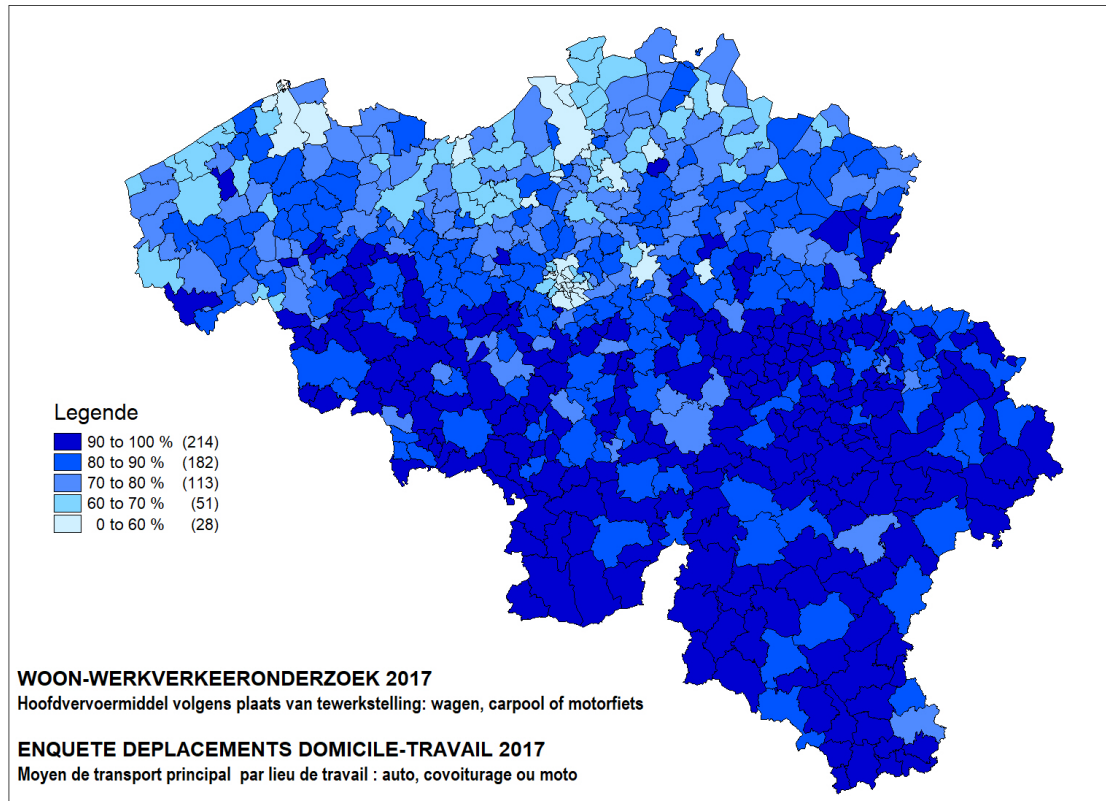 Legende
90 to 100 % (214)
80 to 90 % (182)
70 to 80 % (113)
60 to 70 % (51)
0 to 60 % (28)
WOON-WERKVERKEERONDERZOEK 2017
Hoofdvervoermiddel volgens plaats van tewerkstelling: wagen, carpool of motorfiets
ENQUETE DEPLACEMENTS DOMICILE-TRAVAIL 2017
Moyen de transport principal par lieu de travail : auto, covoiturage ou moto